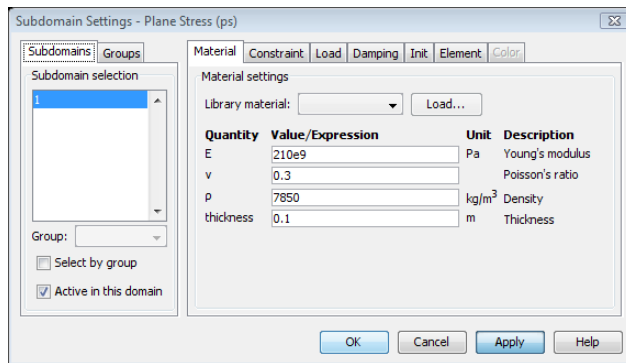 Subdomain Settings - Plane Stress (ps)
Subdomains Groups
Subdomain selection
1
Group:
Select by group
Active in this domain
Material Constraint Load Damping Init Element Color
Material settings
Library material: Load...
Quantity Value/Expression Unit Description
E 210e9 Pa Young's modulus
ν 0.3 Poisson's ratio
ρ 7850 kg/m³ Density
thickness 0.1 m Thickness
OK Cancel Apply Help